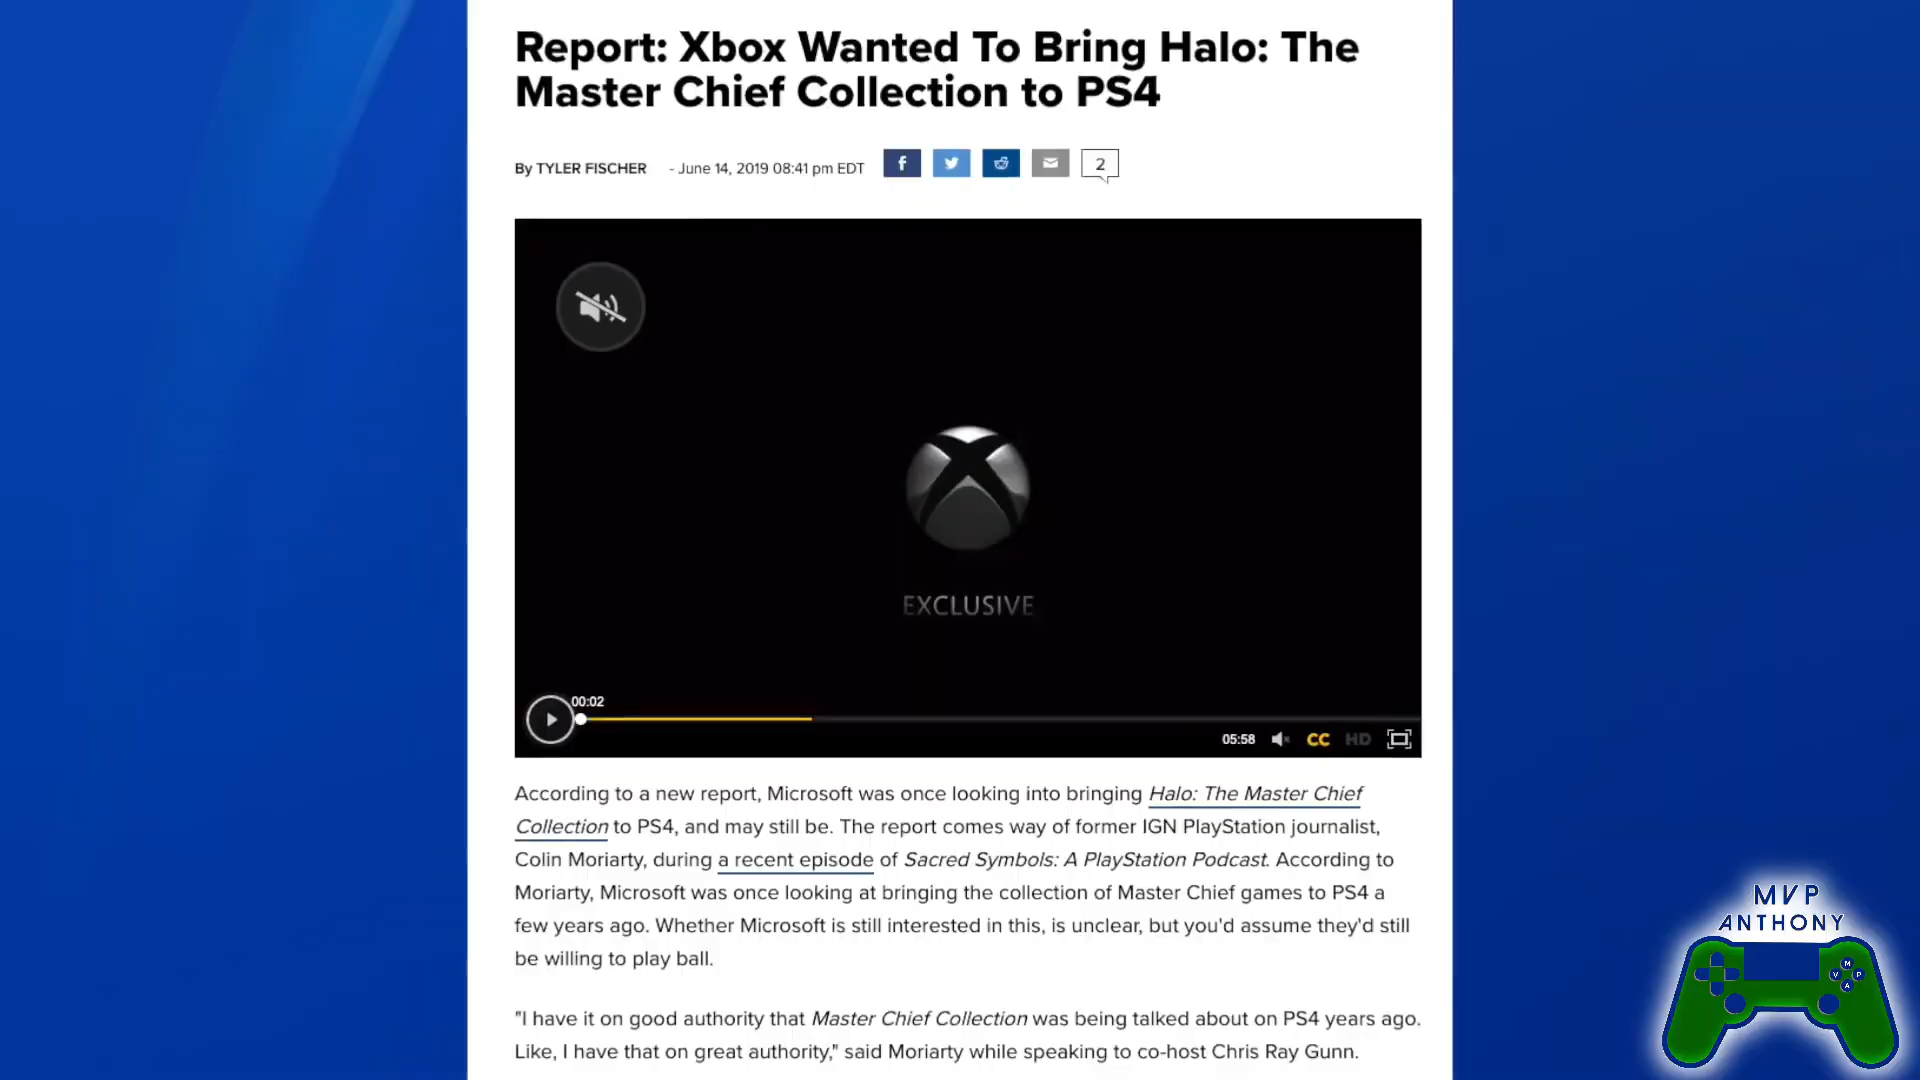 Report: Xbox Wanted To Bring Halo: The
Master Chief Collection to PS4
By TYLER FISCHER - June 14, 2019 08:41 pm EDT
f
2
EXCLUSIVE
00:02
05:58 CC HD
According to a new report, Microsoft was once looking into bringing Halo: The Master Chief
Collection to PS4, and may still be. The report comes way of former IGN PlayStation journalist,
Colin Moriarty, during a recent episode of Sacred Symbols: A PlayStation Podcast. According to
Moriarty, Microsoft was once looking at bringing the collection of Master Chief games to PS4 a
few years ago. Whether Microsoft is still interested in this, is unclear, but you'd assume they'd still
be willing to play ball.
"I have it on good authority that Master Chief Collection was being talked about on PS4 years ago.
Like, I have that on great authority," said Moriarty while speaking to co-host Chris Ray Gunn.
MVP
ANTHONY
M
V P
A